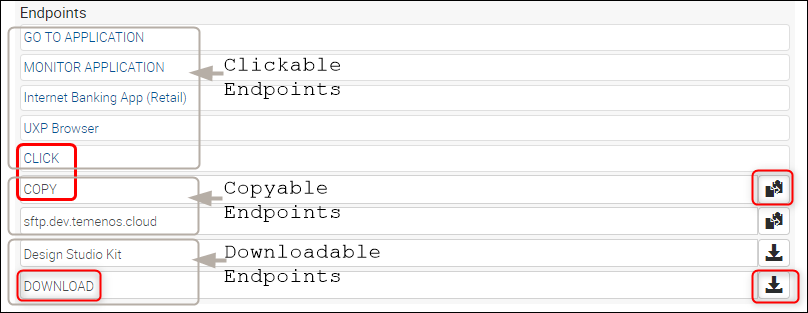 Endpoints
GO TO APPLICATION
MONITOR APPLICATION
Clickable
Internet Banking App (Retail)
Endpoints
UXP Browser
CLICK
COPY
Copyable
Endpoints
sftp.dev.temenos.cloud
Design Studio Kit
Downloadable
Endpoints
DOWNLOAD